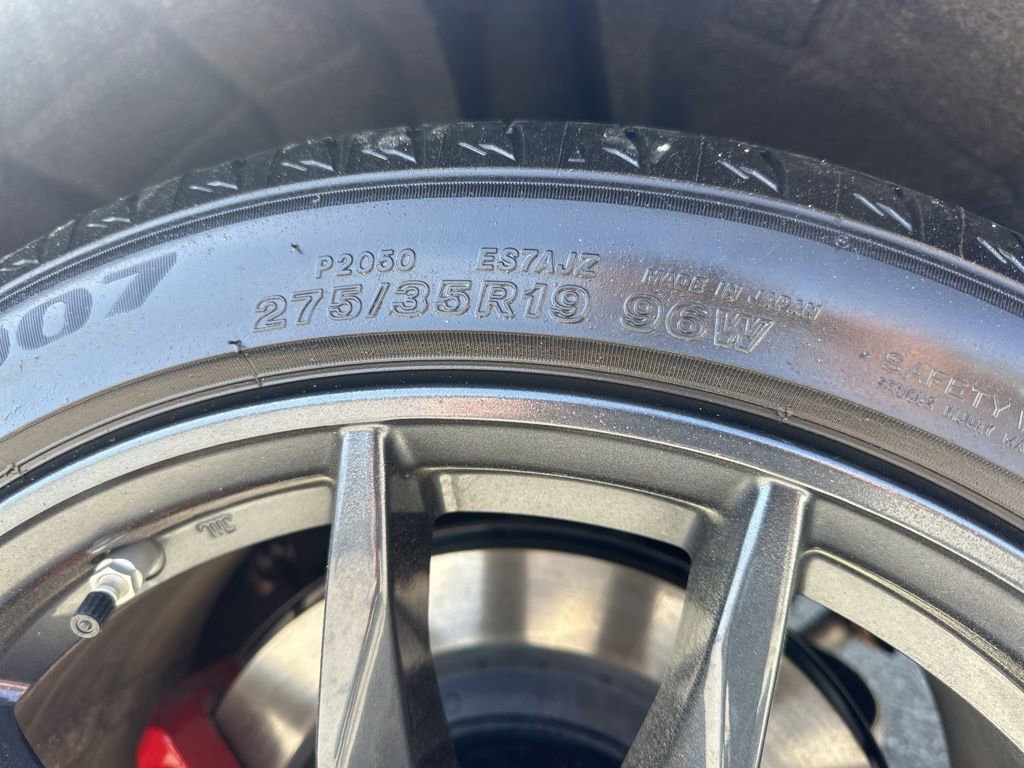 007
P2050 ES7AJZ MADE IN JAPAN
275/35R19 96W
SAFETY